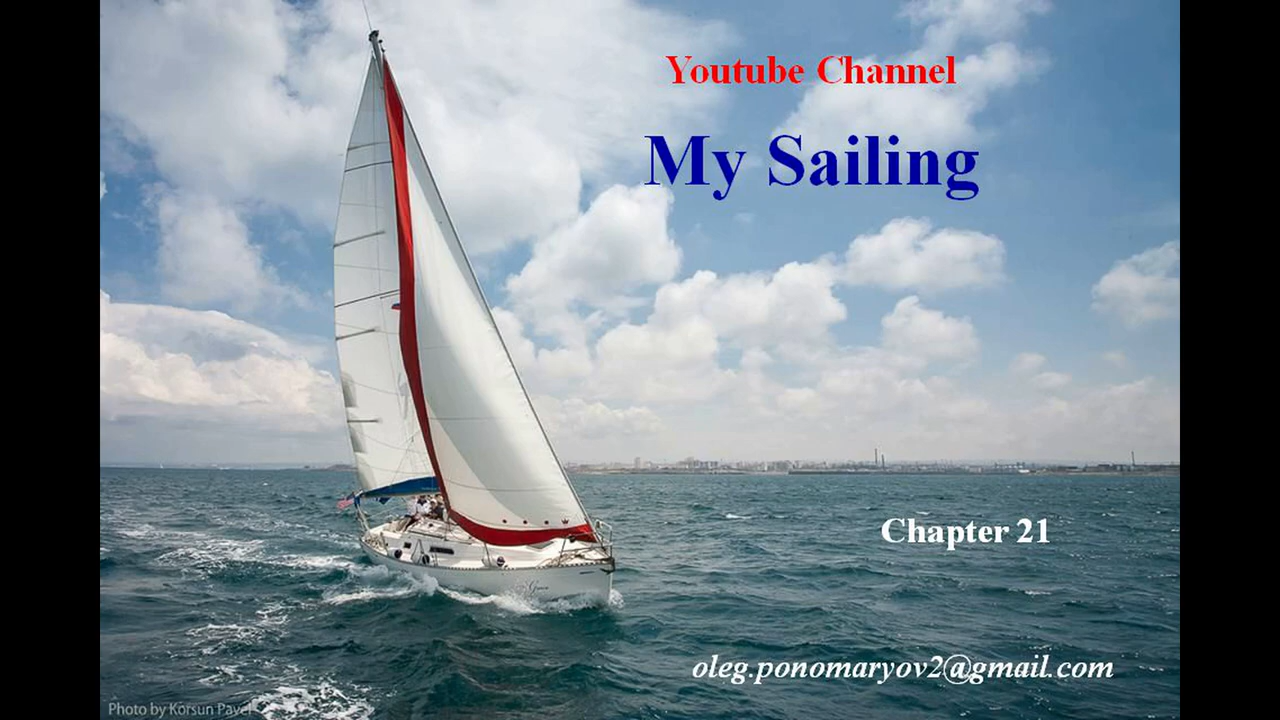 Youtube Channel
My Sailing
Chapter 21
oleg.ponomaryov2@gmail.com
Photo by Korsun Pavel